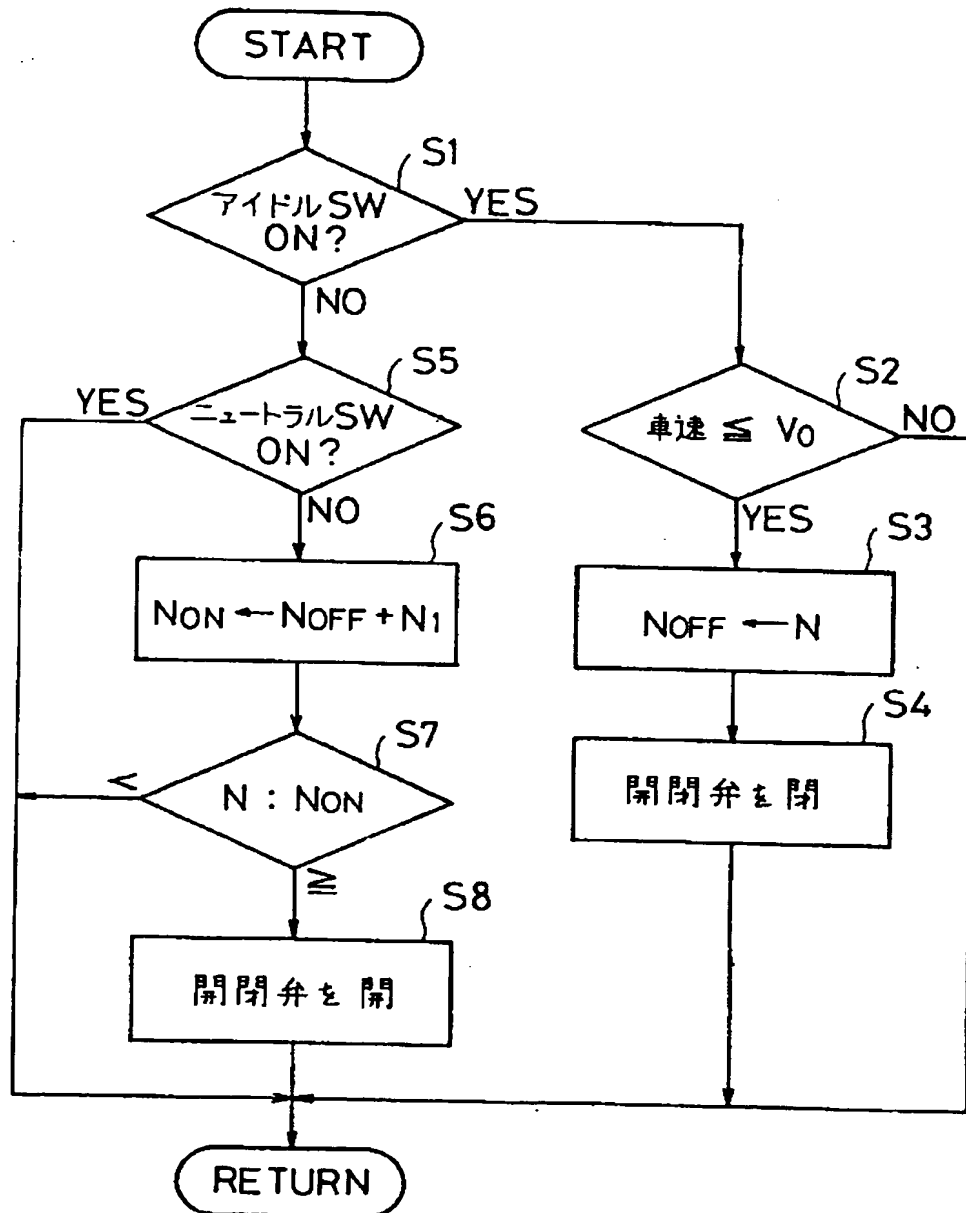 START
S1
アイドルSW
ON?
YES
NO
S5
YES
ニュートラルSW
ON?
NO
S2
車速 ≦ V0
NO
YES
S6
NON ← NOFF + N1
S3
NOFF ← N
S7
<
N : NON
≧
S4
開閉弁を閉
S8
開閉弁を開
RETURN